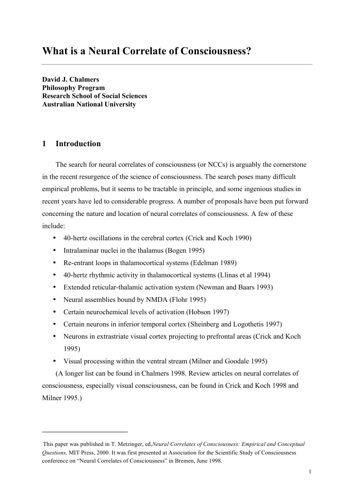 What is a Neural Correlate of Consciousness?
David J. Chalmers
Philosophy Program
Research School of Social Sciences
Australian National University
1 Introduction
The search for neural correlates of consciousness (or NCCs) is arguably the cornerstone
in the recent resurgence of the science of consciousness. The search poses many difficult
empirical problems, but it seems to be tractable in principle, and some ingenious studies in
recent years have led to considerable progress. A number of proposals have been put forward
concerning the nature and location of neural correlates of consciousness. A few of these
include:
• 40-hertz oscillations in the cerebral cortex (Crick and Koch 1990)
• Intralaminar nuclei in the thalamus (Bogen 1995)
• Re-entrant loops in thalamocortical systems (Edelman 1989)
• 40-hertz rhythmic activity in thalamocortical systems (Llinas et al 1994)
• Extended reticular-thalamic activation system (Newman and Baars 1993)
• Neural assemblies bound by NMDA (Flohr 1995)
• Certain neurochemical levels of activation (Hobson 1997)
• Certain neurons in inferior temporal cortex (Sheinberg and Logothetis 1997)
• Neurons in extrastriate visual cortex projecting to prefrontal areas (Crick and Koch
1995)
• Visual processing within the ventral stream (Milner and Goodale 1995)
(A longer list can be found in Chalmers 1998. Review articles on neural correlates of
consciousness, especially visual consciousness, can be found in Crick and Koch 1998 and
Milner 1995.)
This paper was published in T. Metzinger, ed,Neural Correlates of Consciousness: Empirical and Conceptual
Questions. MIT Press, 2000. It was first presented at Association for the Scientific Study of Consciousness
conference on "Neural Correlates of Consciousness" in Bremen, June 1998.
1